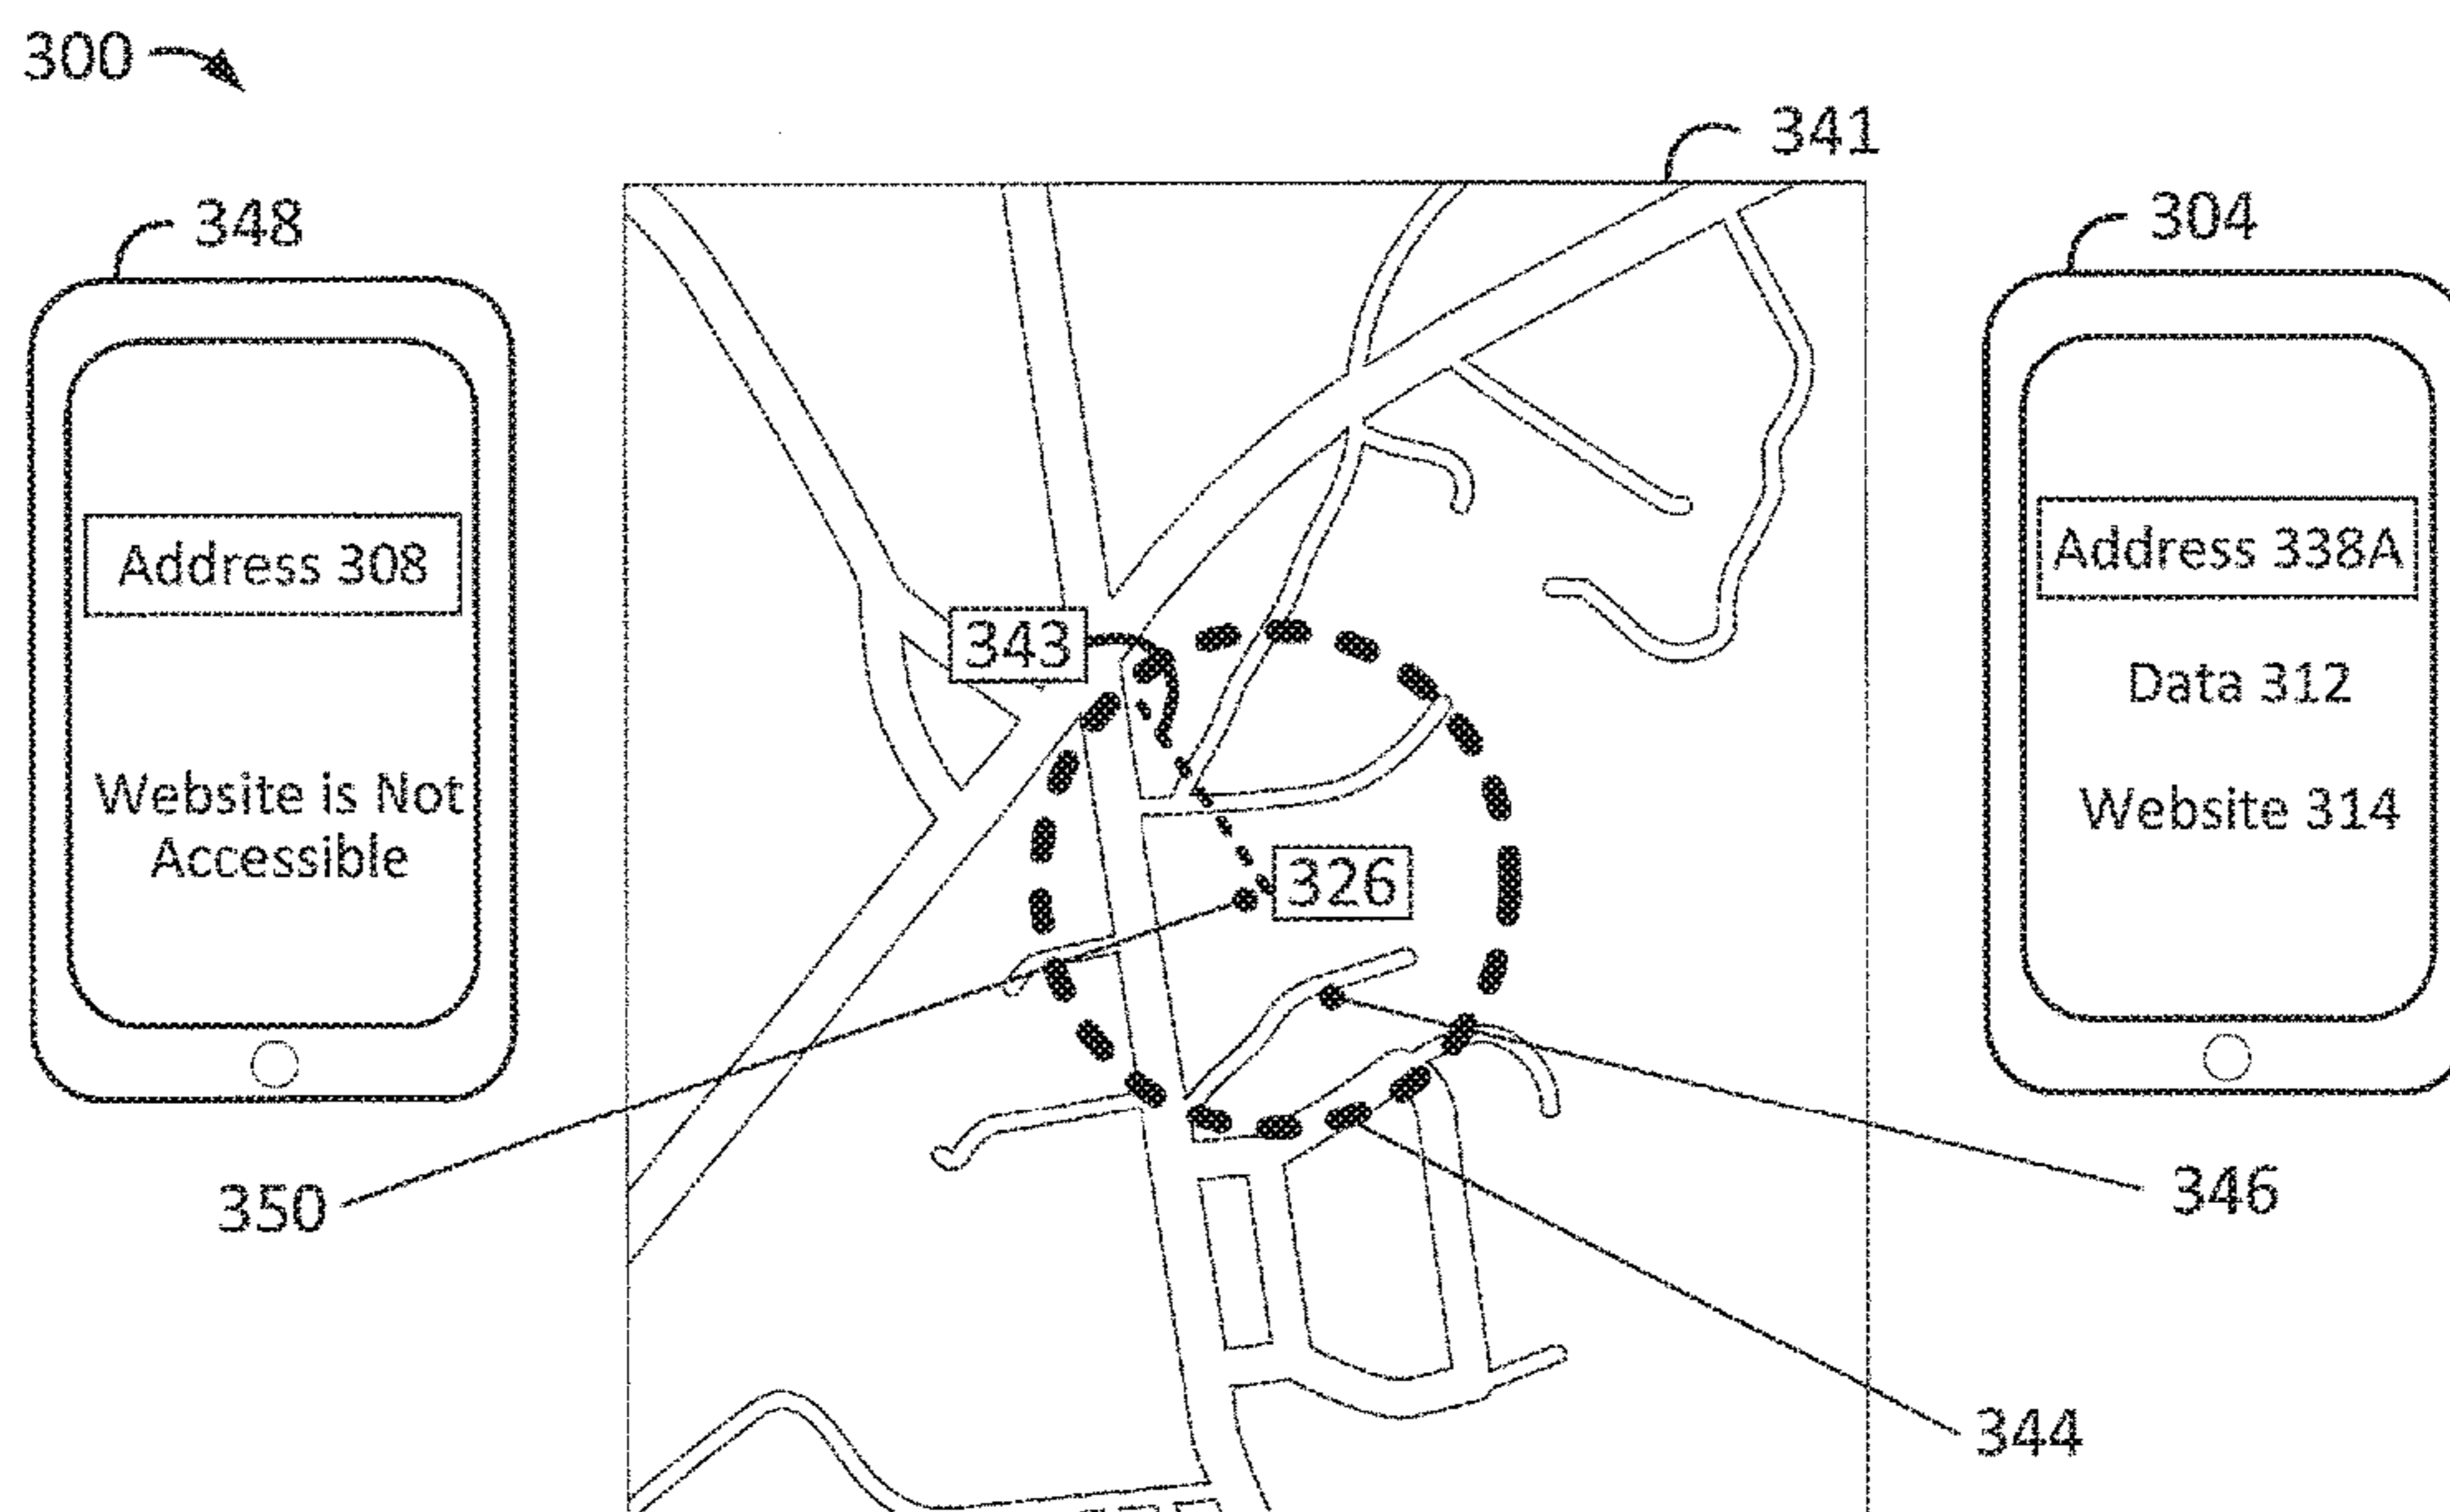 300
341
348
304
Address 308
Website is Not
Accessible
343
326
Address 338A
Data 312
Website 314
350
346
344